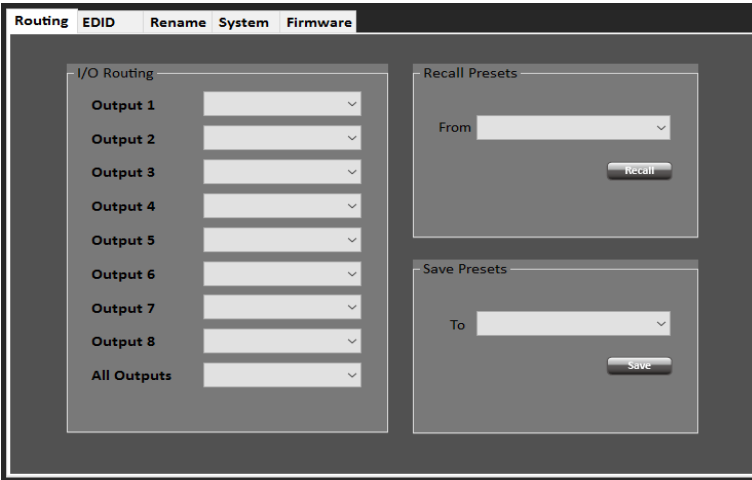 Routing EDID Rename System Firmware
I/O Routing
Output 1
Output 2
Output 3
Output 4
Output 5
Output 6
Output 7
Output 8
All Outputs
Recall Presets
From
Recall
Save Presets
To
Save